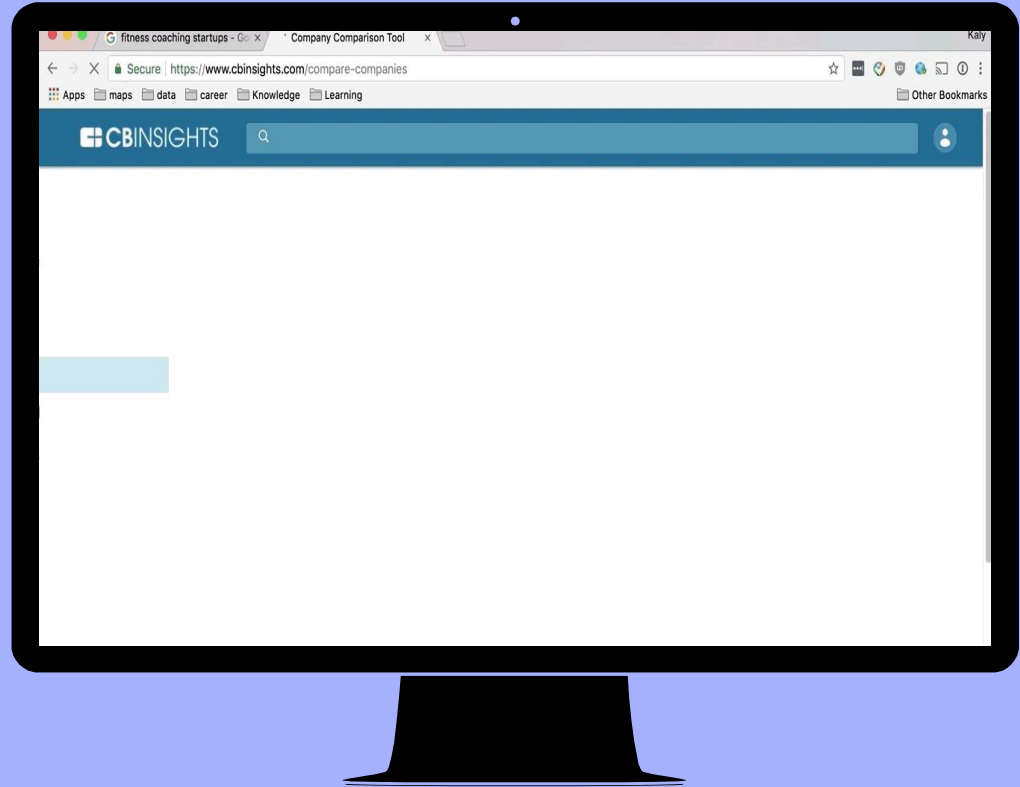 fitness coaching startups - Go
Company Comparison Tool
Kaly
Secure https://www.cbinsights.com/compare-companies
Apps maps data career Knowledge Learning Other Bookmarks
CBINSIGHTS